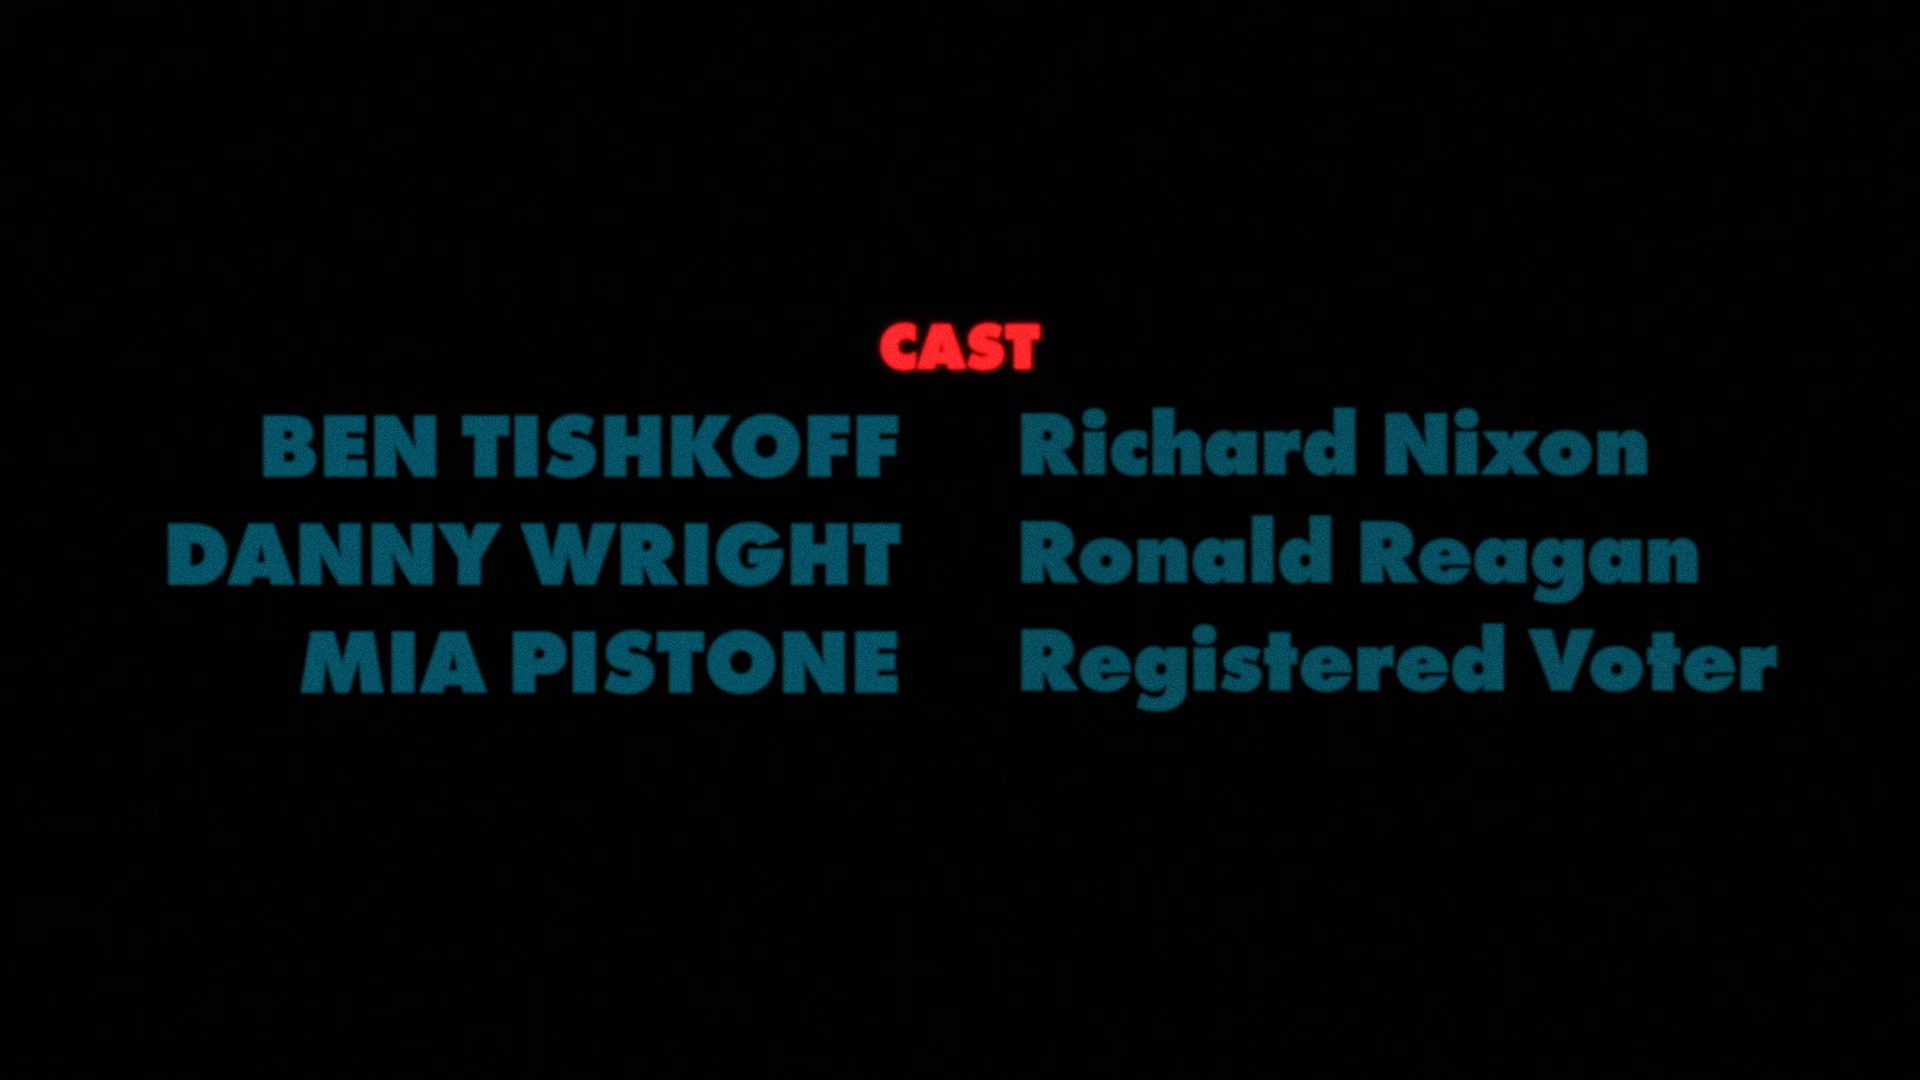 CAST
BEN TISHKOFF Richard Nixon
DANNY WRIGHT Ronald Reagan
MIA PISTONE Registered Voter